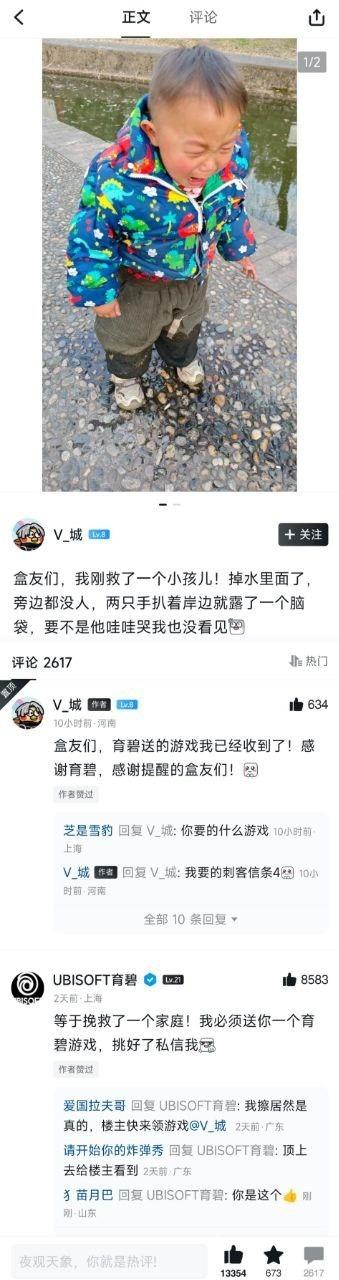 正文 评论
1/2
V_城 Lv.8 + 关注
盒友们，我刚救了一个小孩儿！掉水里面了，
旁边都没人，两只手扒着岸边就露了一个脑
袋，要不是他哇哇哭我也没看见
评论 2617 热门
置顶
V_城 作者 Lv.8 634
10小时前·河南
盒友们，育碧送的游戏我已经收到了！感
谢育碧，感谢提醒的盒友们！
作者赞过
芝是雪豹 回复 V_城: 你要的什么游戏 10小时前·
上海
V_城 作者 回复 V_城: 我要的刺客信条4 10小
时前·河南
全部 10 条回复
UBISOFT育碧 Lv.21 8583
UBISOFT
2天前·上海
等于挽救了一个家庭！我必须送你一个育
碧游戏，挑好了私信我
作者赞过
爱国拉夫哥 回复 UBISOFT育碧: 我擦居然是
真的，楼主快来领游戏@V_城 2天前·广东
请开始你的炸弹秀 回复 UBISOFT育碧: 顶上
去给楼主看到 2天前·广东
犭苗月巴 回复 UBISOFT育碧: 你是这个👍 刚
刚·山东
夜观天象，你就是热评! 13354 673 2617